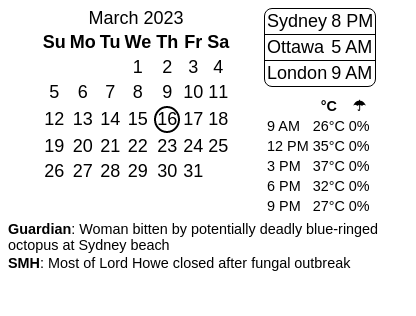 March 2023
Su Mo Tu We Th Fr Sa
1 2 3 4
5 6 7 8 9 10 11
12 13 14 15 16 17 18
19 20 21 22 23 24 25
26 27 28 29 30 31
Sydney 8 PM
Ottawa 5 AM
London 9 AM
°C ☂
9 AM 26°C 0%
12 PM 35°C 0%
3 PM 37°C 0%
6 PM 32°C 0%
9 PM 27°C 0%
Guardian: Woman bitten by potentially deadly blue-ringed
octopus at Sydney beach
SMH: Most of Lord Howe closed after fungal outbreak